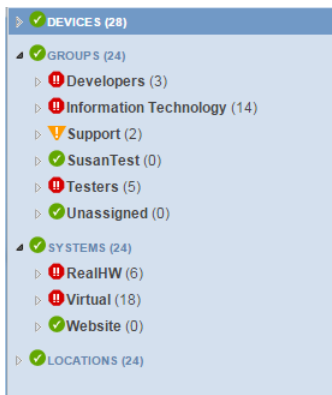 DEVICES (28)
GROUPS (24)
Developers (3)
Information Technology (14)
Support (2)
SusanTest (0)
Testers (5)
Unassigned (0)
SYSTEMS (24)
RealHW (6)
Virtual (18)
Website (0)
LOCATIONS (24)